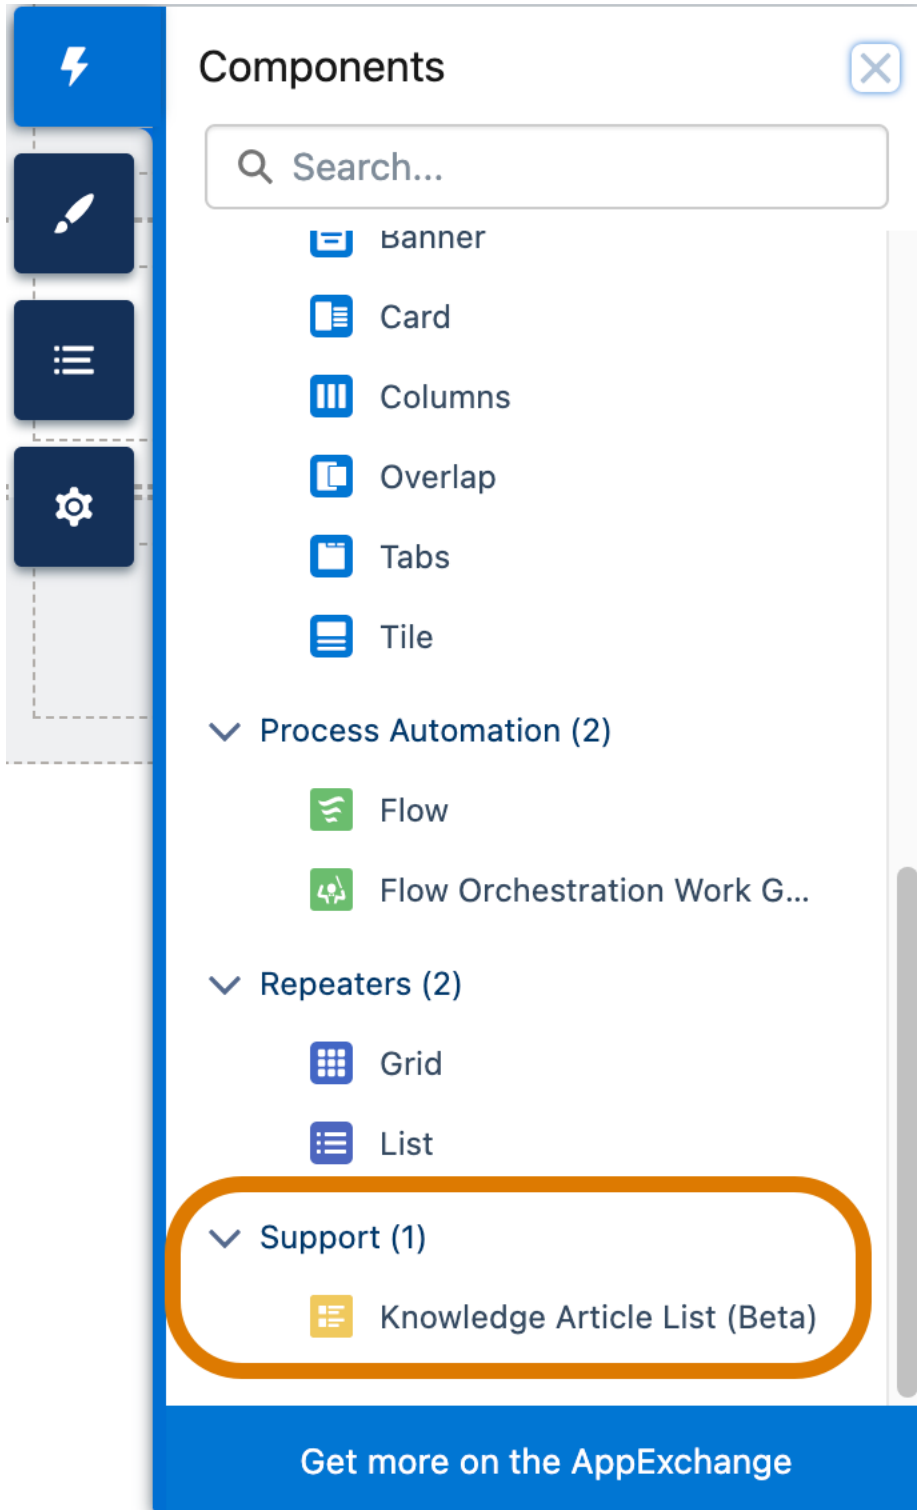 Components
Search...
Banner
Card
Columns
Overlap
Tabs
Tile
Process Automation (2)
Flow
Flow Orchestration Work G...
Repeaters (2)
Grid
List
Support (1)
Knowledge Article List (Beta)
Get more on the AppExchange